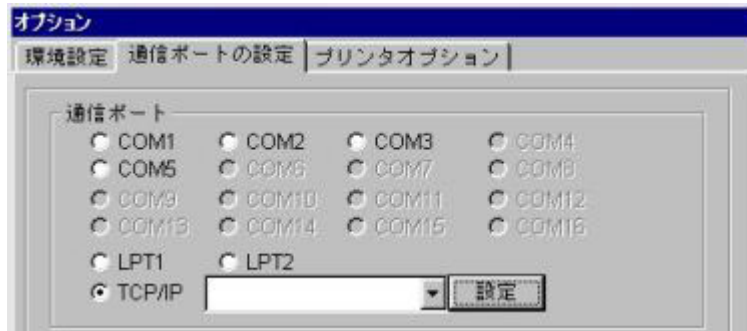 オプション
環境設定 通信ポートの設定 プリンタオプション
通信ポート
COM1 COM2 COM3 COM4
COM5 COM6 COM7 COM8
COM9 COM10 COM11 COM12
COM13 COM14 COM15 COM16
LPT1 LPT2
TCP/IP 設定